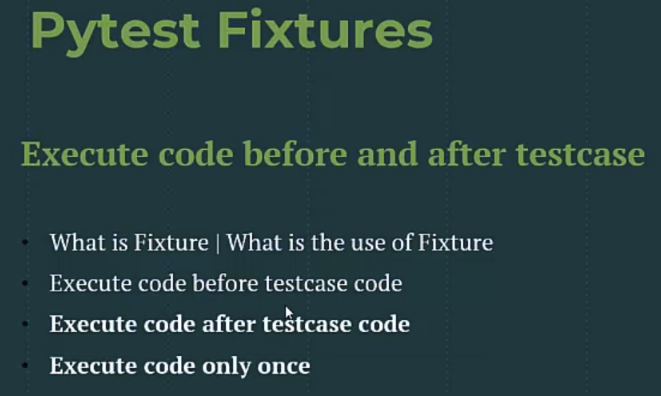 Pytest Fixtures
Execute code before and after testcase
• What is Fixture | What is the use of Fixture
• Execute code before testcase code
• Execute code after testcase code
• Execute code only once